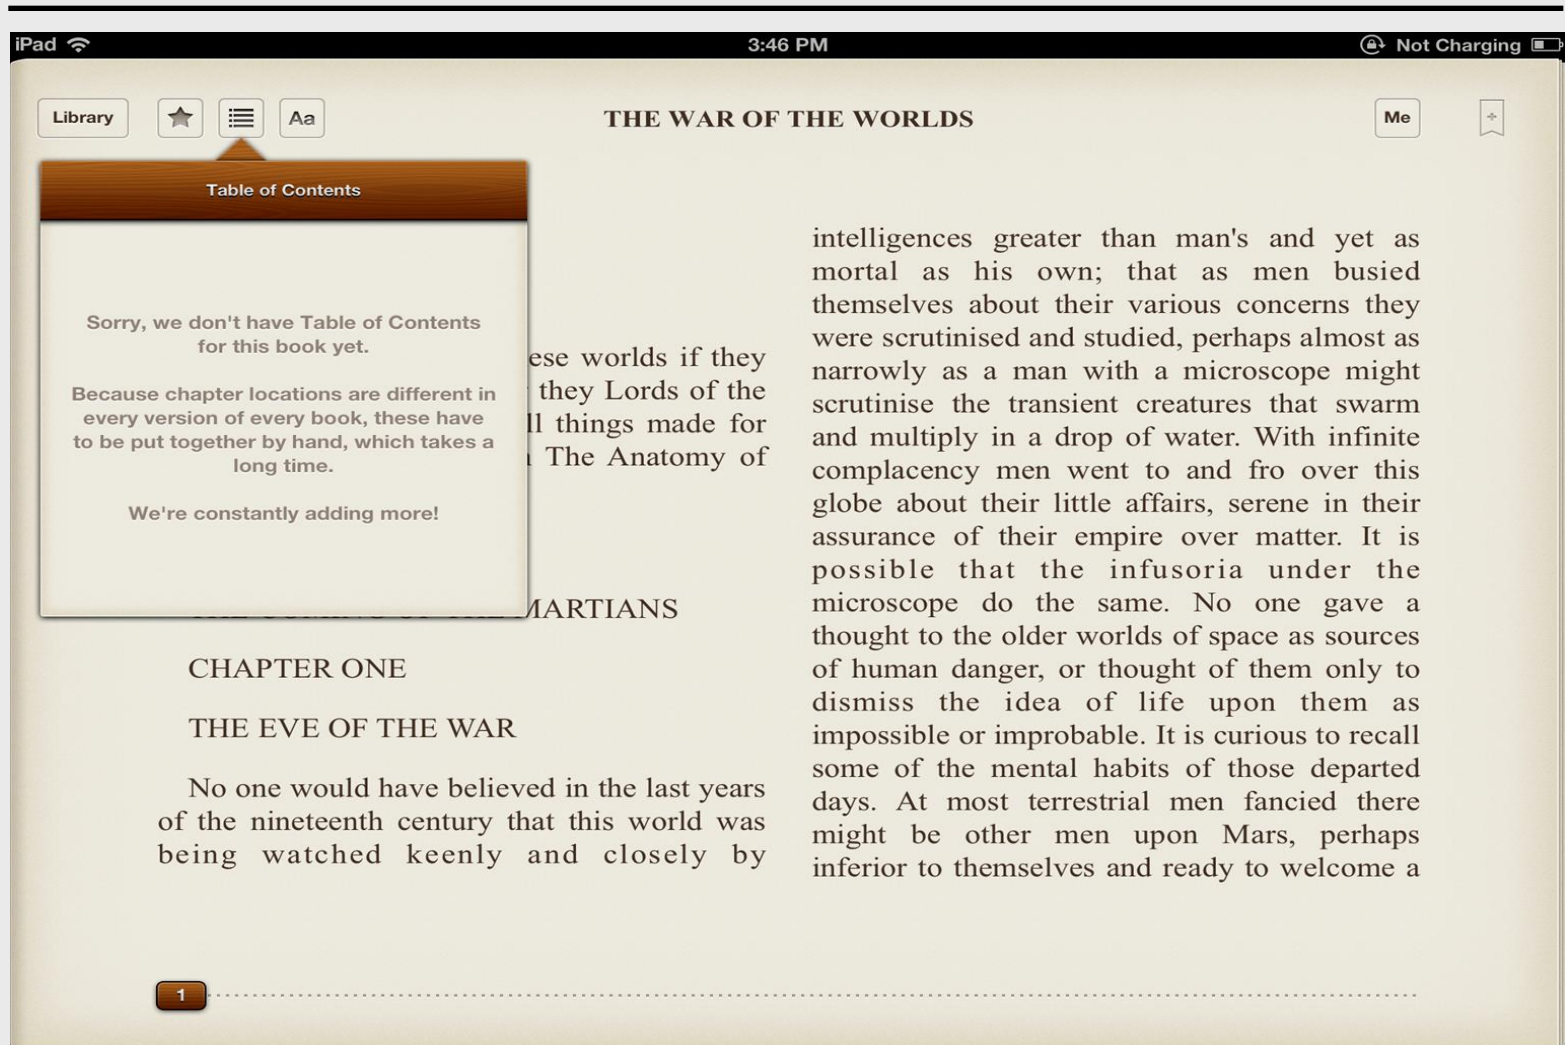 iPad
3:46 PM
Not Charging
Library
Aa
THE WAR OF THE WORLDS
Me
Table of Contents
Sorry, we don't have Table of Contents
for this book yet.
Because chapter locations are different in
every version of every book, these have
to be put together by hand, which takes a
long time.
We're constantly adding more!
worlds if they
they Lords of the
things made for
The Anatomy of
MARTIANS
CHAPTER ONE
THE EVE OF THE WAR
No one would have believed in the last years
of the nineteenth century that this world was
being watched keenly and closely by
intelligences greater than man's and yet as
mortal as his own; that as men busied
themselves about their various concerns they
were scrutinised and studied, perhaps almost as
narrowly as a man with a microscope might
scrutinise the transient creatures that swarm
and multiply in a drop of water. With infinite
complacency men went to and fro over this
globe about their little affairs, serene in their
assurance of their empire over matter. It is
possible that the infusoria under the
microscope do the same. No one gave a
thought to the older worlds of space as sources
of human danger, or thought of them only to
dismiss the idea of life upon them as
impossible or improbable. It is curious to recall
some of the mental habits of those departed
days. At most terrestrial men fancied there
might be other men upon Mars, perhaps
inferior to themselves and ready to welcome a
1